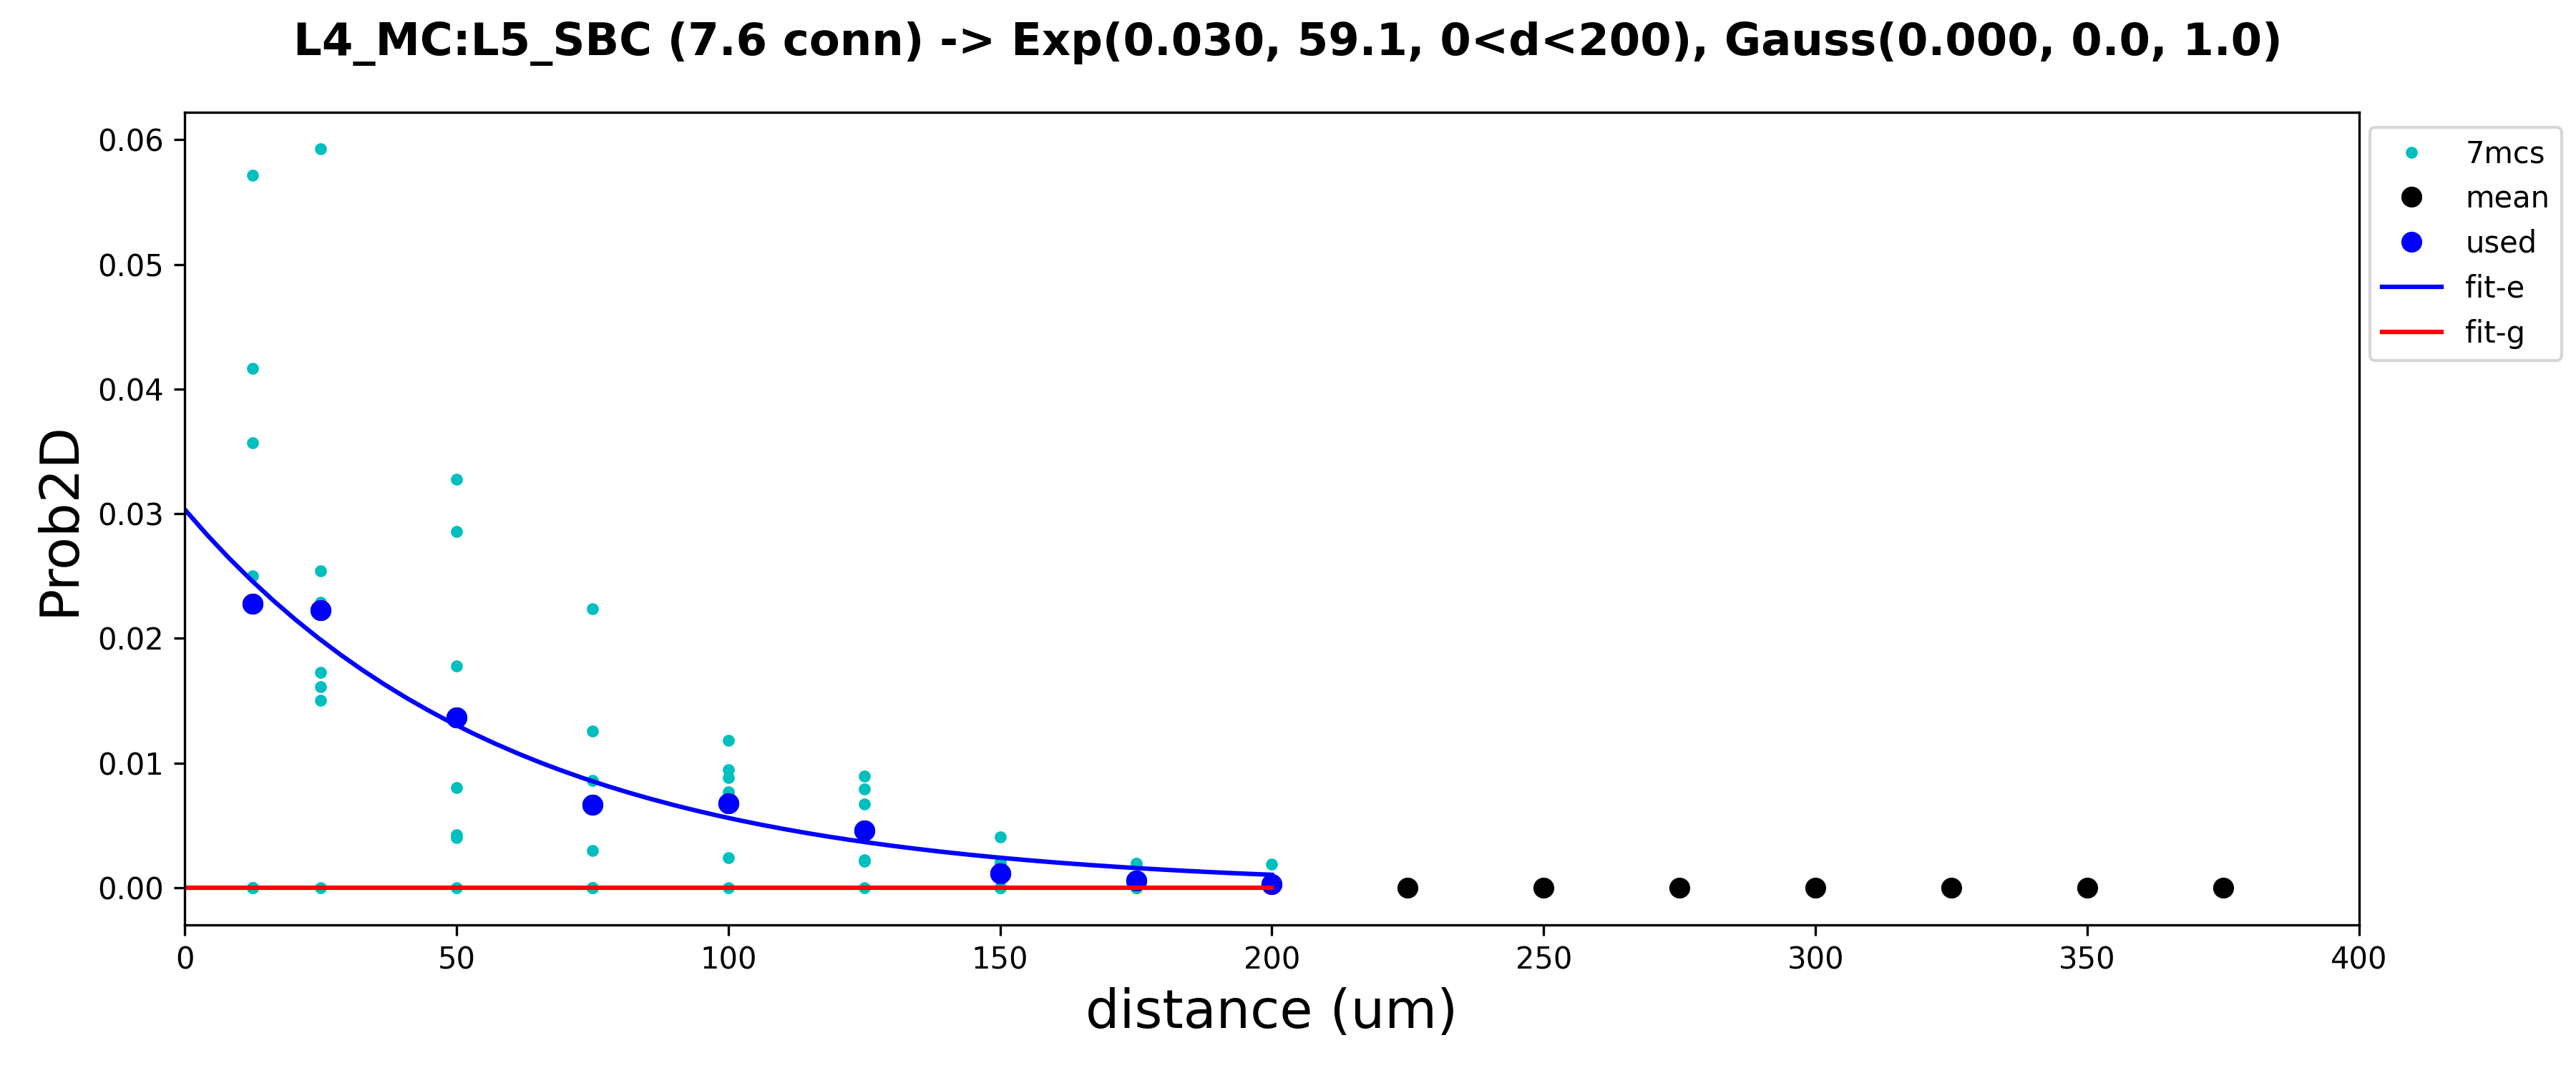 L4_MC:L5_SBC (7.6 conn) -> Exp(0.030, 59.1, 0<d<200), Gauss(0.000, 0.0, 1.0)
Prob2D
0.06
0.05
0.04
0.03
0.02
0.01
0.00
0 50 100 150 200 250 300 350 400
distance (um)
7mcs
mean
used
fit-e
fit-g